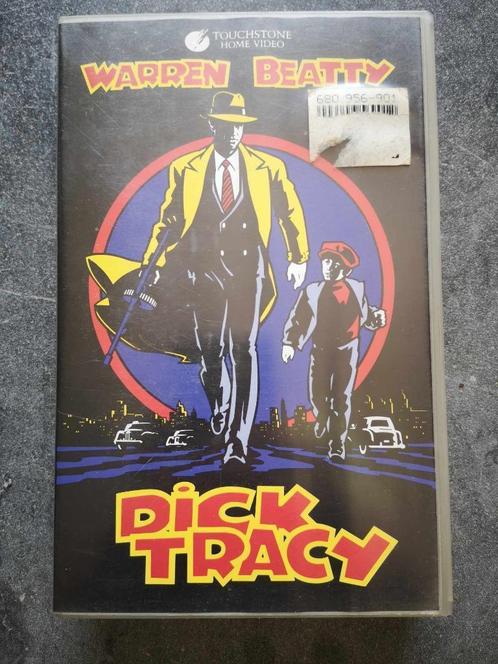 TOUCHSTONE
HOME VIDEO
WARREN BEATTY
680 956-901
DiCK
TRACY